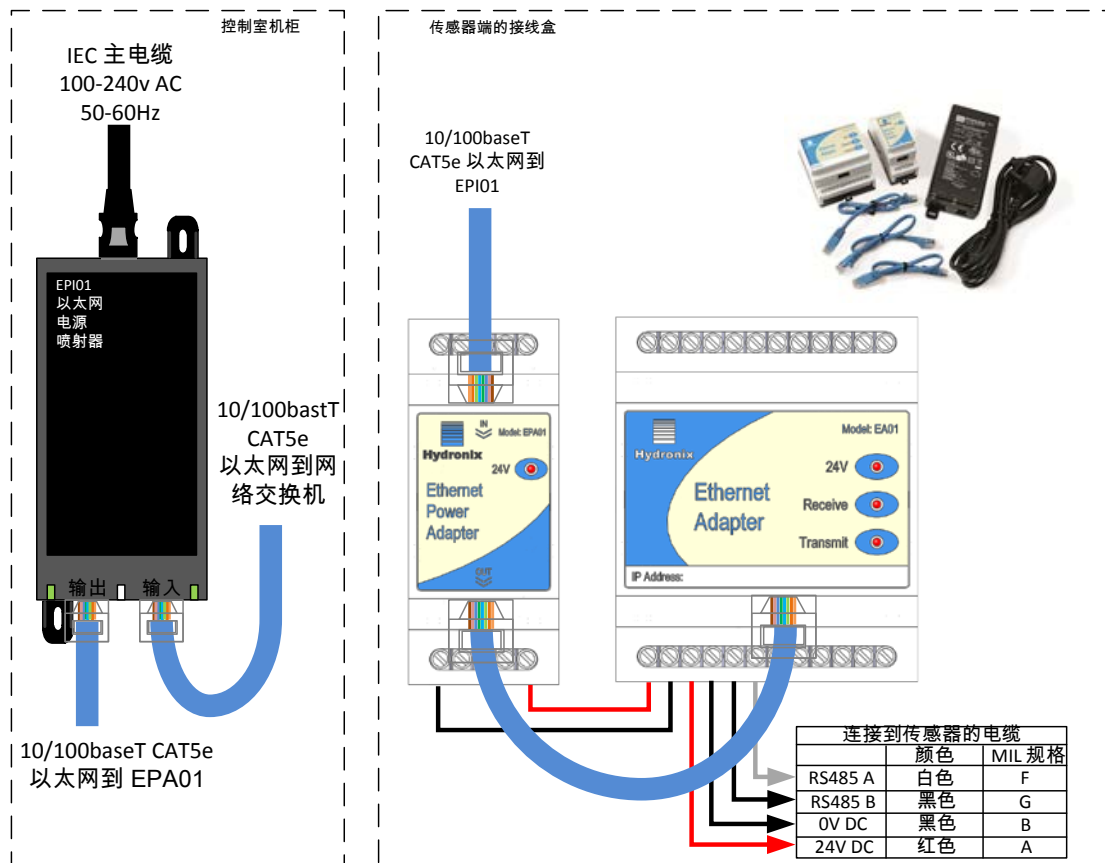 控制室机柜
IEC 主电缆
100-240v AC
50-60Hz
EPI01
以太网
电源
喷射器
10/100bastT
CAT5e
以太网到网
络交换机
输出 输入
10/100baseT CAT5e
以太网到 EPA01
传感器端的接线盒
10/100baseT
CAT5e 以太网到
EPI01
IN
Model: EPA01
Hydronix
24V
Ethernet
Power
Adapter
OUT
Model: EA01
Hydronix
24V
Ethernet
Adapter
Receive
Transmit
IP Address:
连接到传感器的电缆
颜色 MIL 规格
RS485 A 白色 F
RS485 B 黑色 G
0V DC 黑色 B
24V DC 红色 A